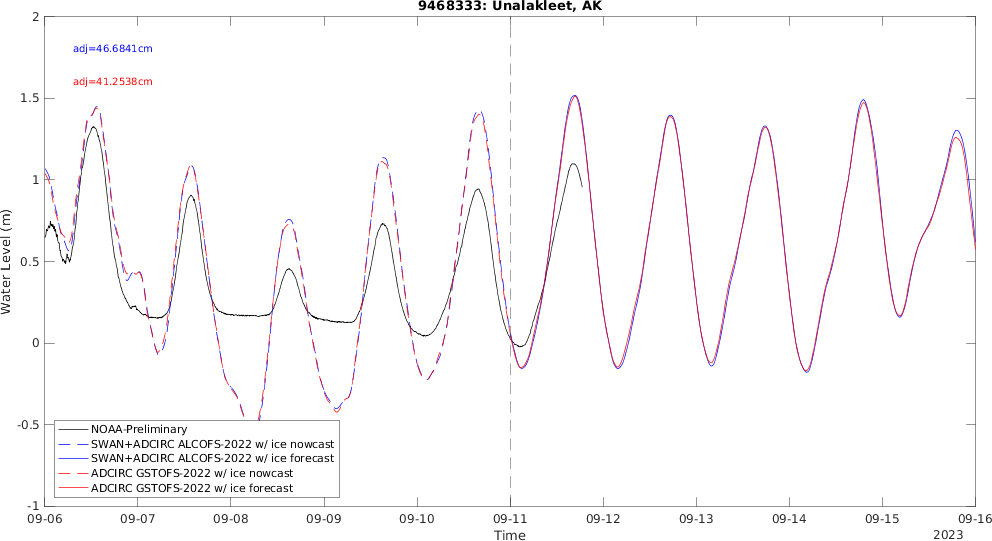 9468333: Unalakleet, AK
adj=46.6841cm
adj=41.2538cm
Water Level (m)
2
1.5
1
0.5
0
-0.5
-1
NOAA-Preliminary
SWAN+ADCIRC ALCOFS-2022 w/ ice nowcast
SWAN+ADCIRC ALCOFS-2022 w/ ice forecast
ADCIRC GSTOFS-2022 w/ ice nowcast
ADCIRC GSTOFS-2022 w/ ice forecast
09-06 09-07 09-08 09-09 09-10 09-11 09-12 09-13 09-14 09-15 09-16
Time
2023